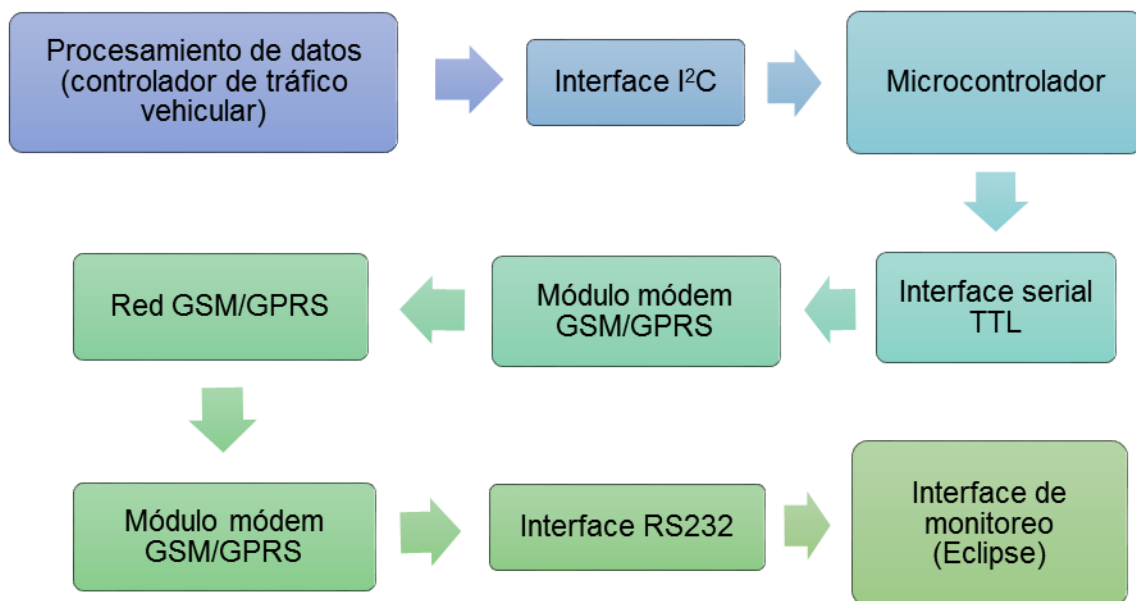 Procesamiento de datos
(controlador de tráfico
vehicular)
Interface I²C
Microcontrolador
Interface serial
TTL
Módulo módem
GSM/GPRS
Red GSM/GPRS
Módulo módem
GSM/GPRS
Interface RS232
Interface de
monitoreo
(Eclipse)